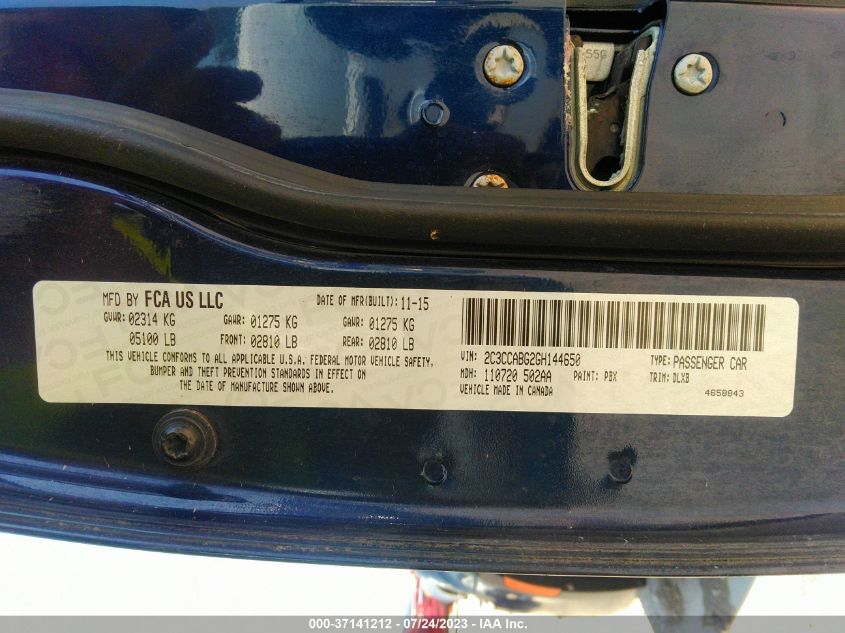 55G
MFD BY FCA US LLC DATE OF MFR(BUILT): 11-15
GVWR: 02314 KG GAWR: 01275 KG GAWR: 01275 KG
05100 LB FRONT: 02810 LB REAR: 02810 LB
THIS VEHICLE CONFORMS TO ALL APPLICABLE U.S.A. FEDERAL MOTOR VEHICLE SAFETY,
BUMPER AND THEFT PREVENTION STANDARDS IN EFFECT ON
THE DATE OF MANUFACTURE SHOWN ABOVE.
VIN: 2C3CCABG2GH144650 TYPE: PASSENGER CAR
MDH: 110720 502AA PAINT: PBX TRIM: DLXB
VEHICLE MADE IN CANADA 4658843
000-37141212 - 07/24/2023 - IAA Inc.